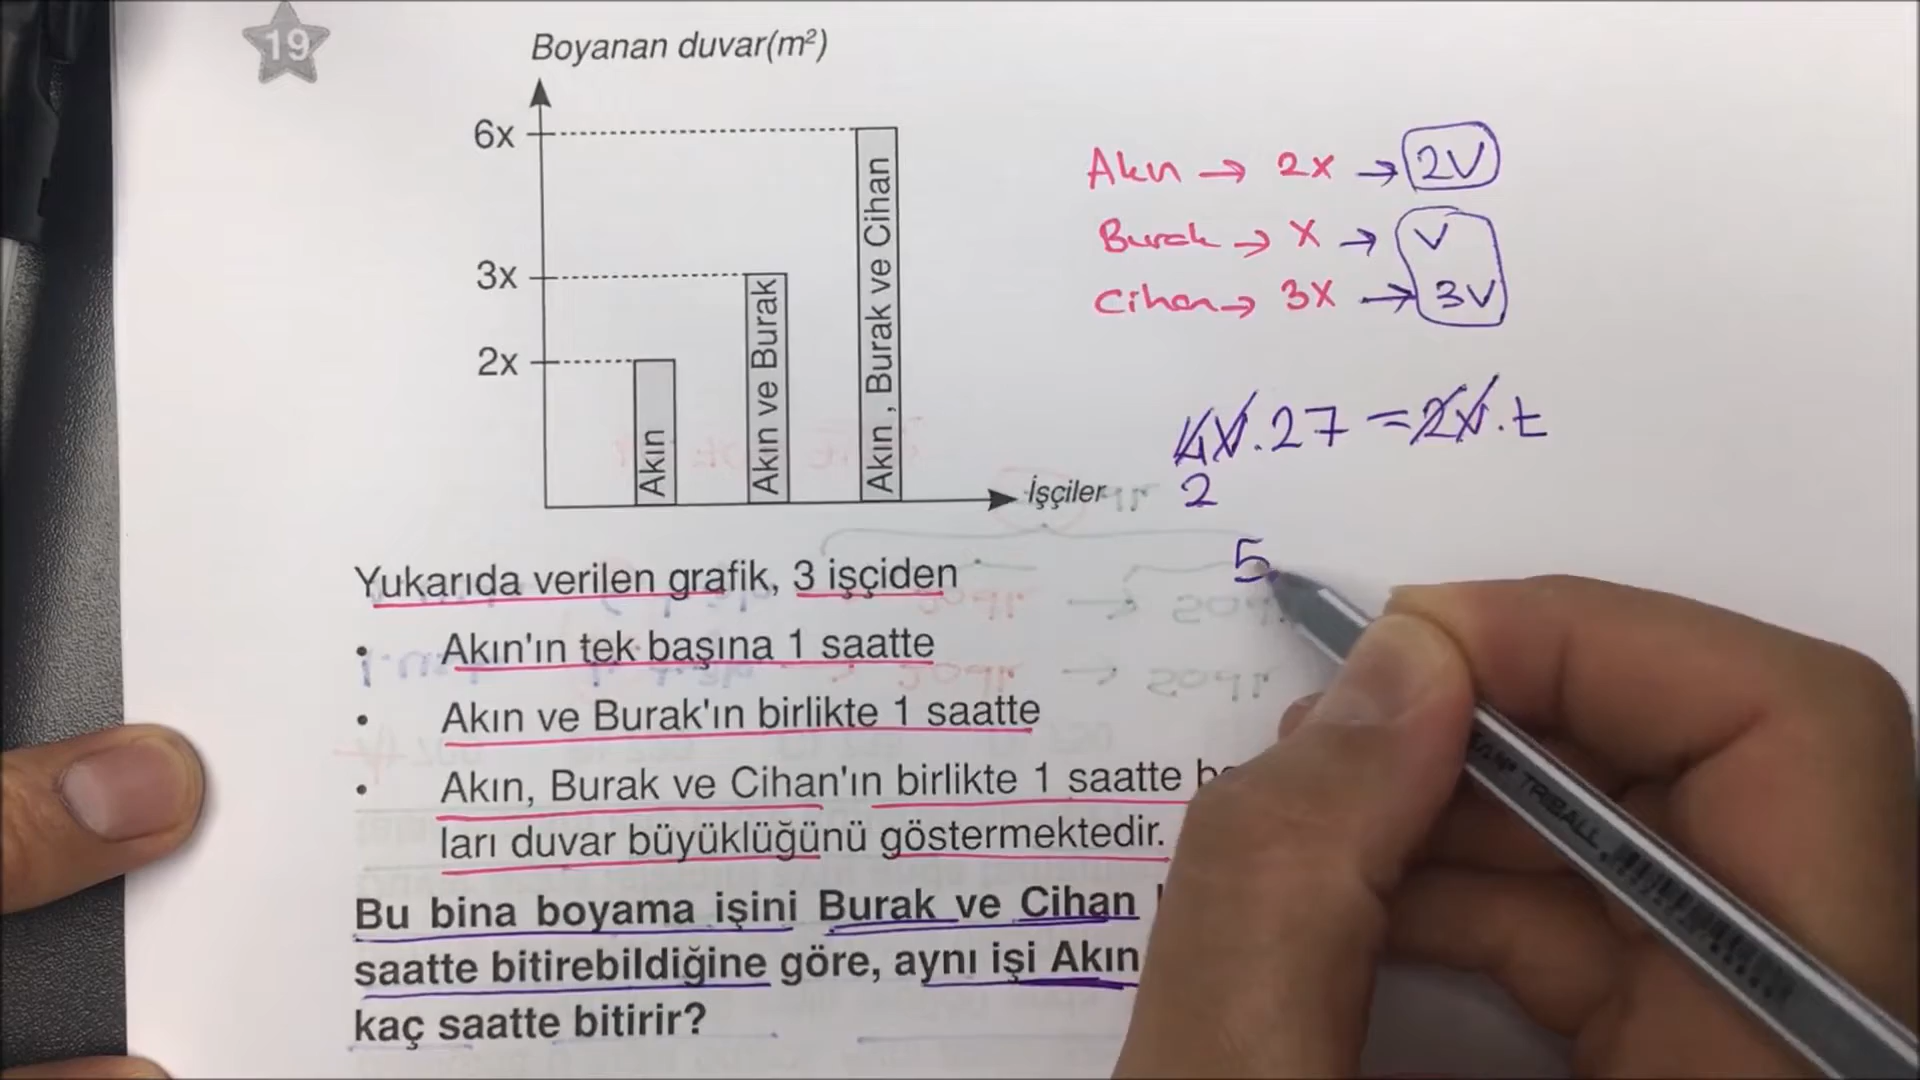 19
Boyanan duvar(m²)
6x
3x
2x
Akın
Akın ve Burak
Akın , Burak ve Cihan
İşçiler
Akın → 2x → 2V
Burak → x → V
Cihan → 3x → 3V
4V.27 = 2V.t
2
5
Yukarıda verilen grafik, 3 işçiden
• Akın'ın tek başına 1 saatte
• Akın ve Burak'ın birlikte 1 saatte
• Akın, Burak ve Cihan'ın birlikte 1 saatte
ları duvar büyüklüğünü göstermektedir.
Bu bina boyama işini Burak ve Cihan
saatte bitirebildiğine göre, aynı işi Akın
kaç saatte bitirir?
TRIBALL